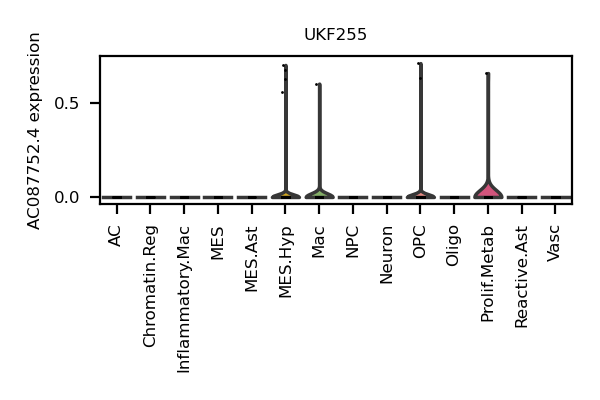 UKF255
AC087752.4 expression
0.5
0.0
AC
Chromatin.Reg
Inflammatory.Mac
MES
MES.Ast
MES.Hyp
Mac
NPC
Neuron
OPC
Oligo
Prolif.Metab
Reactive.Ast
Vasc